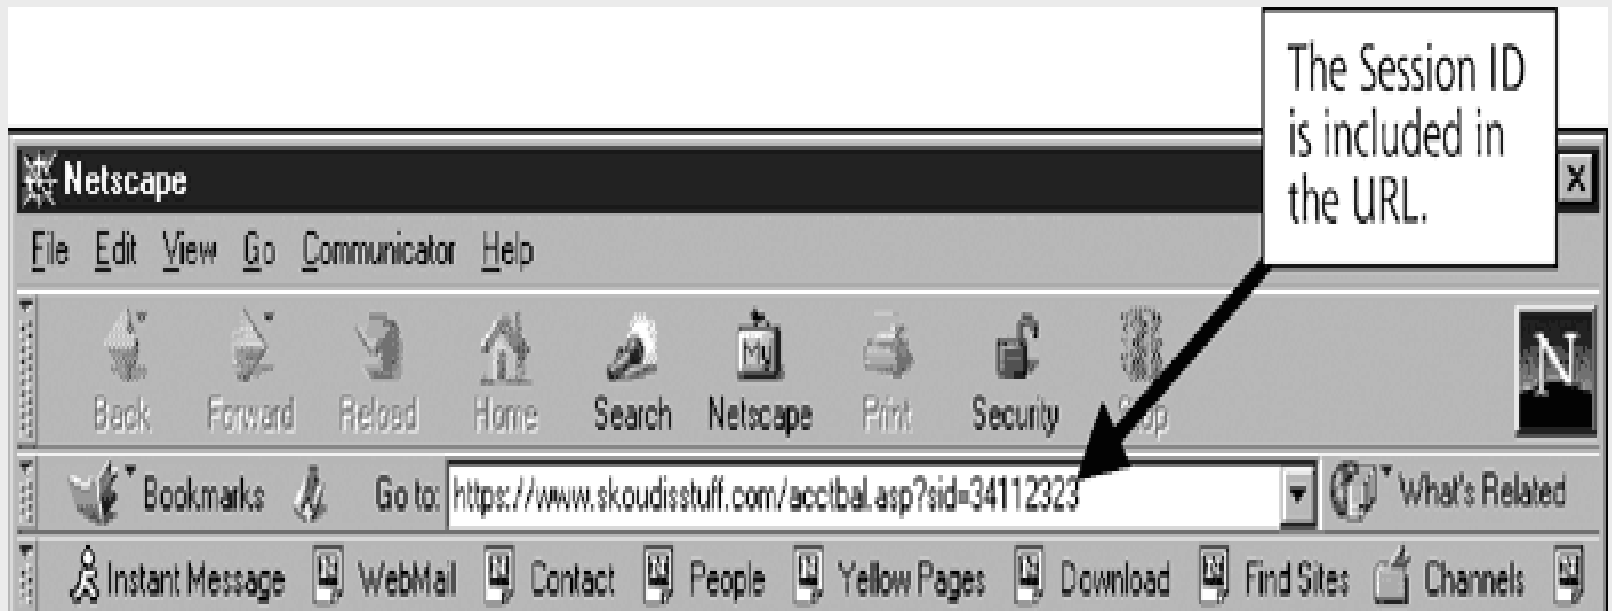 The Session ID
is included in
the URL.
Netscape
File Edit View Go Communicator Help
My
N
Back Forward Reload Home Search Netscape Print Security Stop
Bookmarks Go to: https://www.skoudisstuff.com/acctbal.asp?sid=34112323 What's Related
Instant Message WebMail Contact People Yellow Pages Download Find Sites Channels